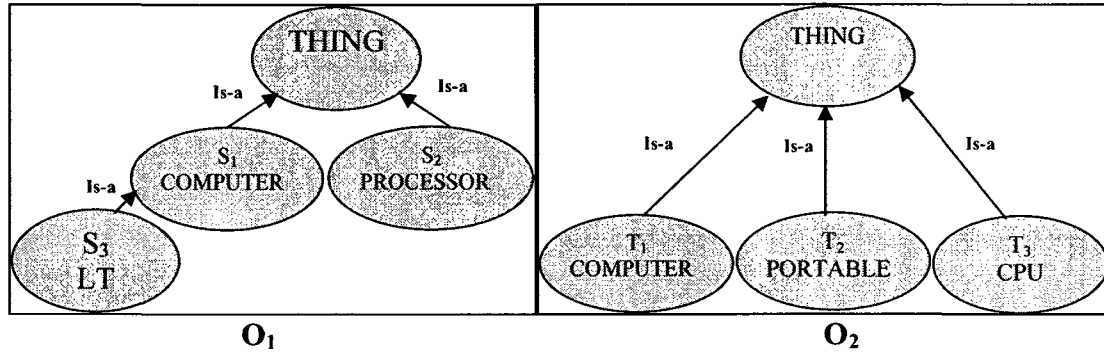 THING
Is-a
Is-a
S1
COMPUTER
S2
PROCESSOR
Is-a
S3
LT
O1
THING
Is-a
Is-a
Is-a
T1
COMPUTER
T2
PORTABLE
T3
CPU
O2